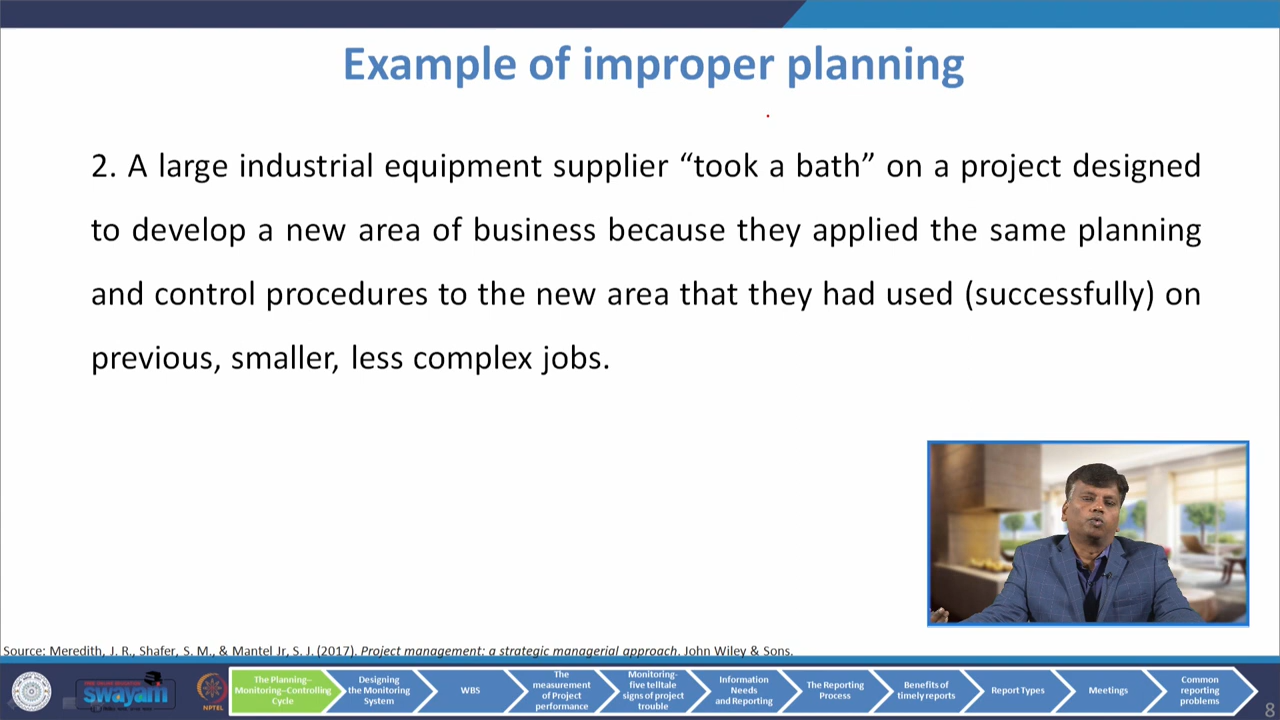 Example of improper planning
2. A large industrial equipment supplier “took a bath” on a project designed
to develop a new area of business because they applied the same planning
and control procedures to the new area that they had used (successfully) on
previous, smaller, less complex jobs.
Source: Meredith, J. R., Shafer, S. M., & Mantel Jr, S. J. (2017). Project management: a strategic managerial approach. John Wiley & Sons.
swayam
NPTEL
The Planning–
Monitoring–Controlling
Cycle
Designing
the Monitoring
System
WBS
The
measurement
of Project
performance
Monitoring-
five telltale
signs of project
trouble
Information
Needs
and Reporting
The Reporting
Process
Benefits of
timely reports
Report Types
Meetings
Common
reporting
problems
8